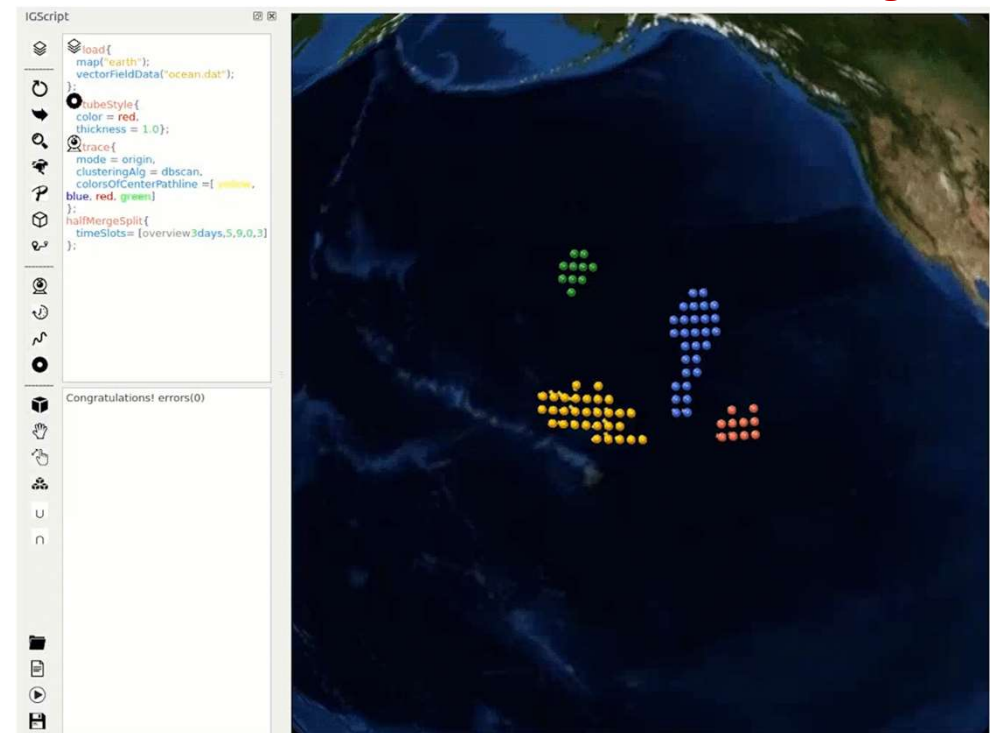 IGScript
load{
map("earth");
vectorFieldData("ocean.dat");
};
tubeStyle{
color = red,
thickness = 1.0};
trace{
mode = origin,
clusteringAlg = dbscan,
colorsOfCenterPathline =[ yellow,
blue, red, green]
};
halfMergeSplit{
timeSlots= [overview3days,5,9,0,3]
};
Congratulations! errors(0)